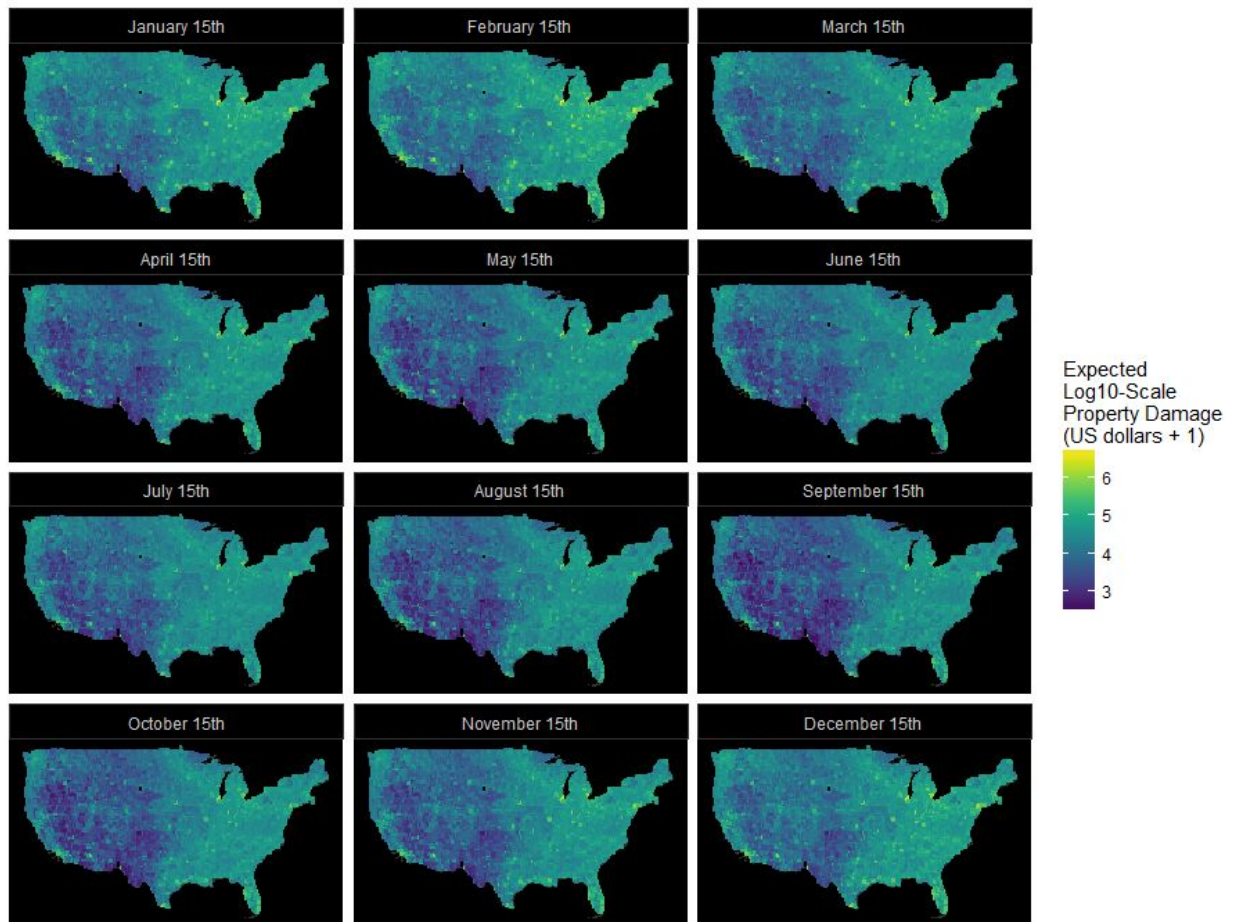 January 15th
February 15th
March 15th
April 15th
May 15th
June 15th
July 15th
August 15th
September 15th
October 15th
November 15th
December 15th
Expected
Log10-Scale
Property Damage
(US dollars + 1)
6
5
4
3